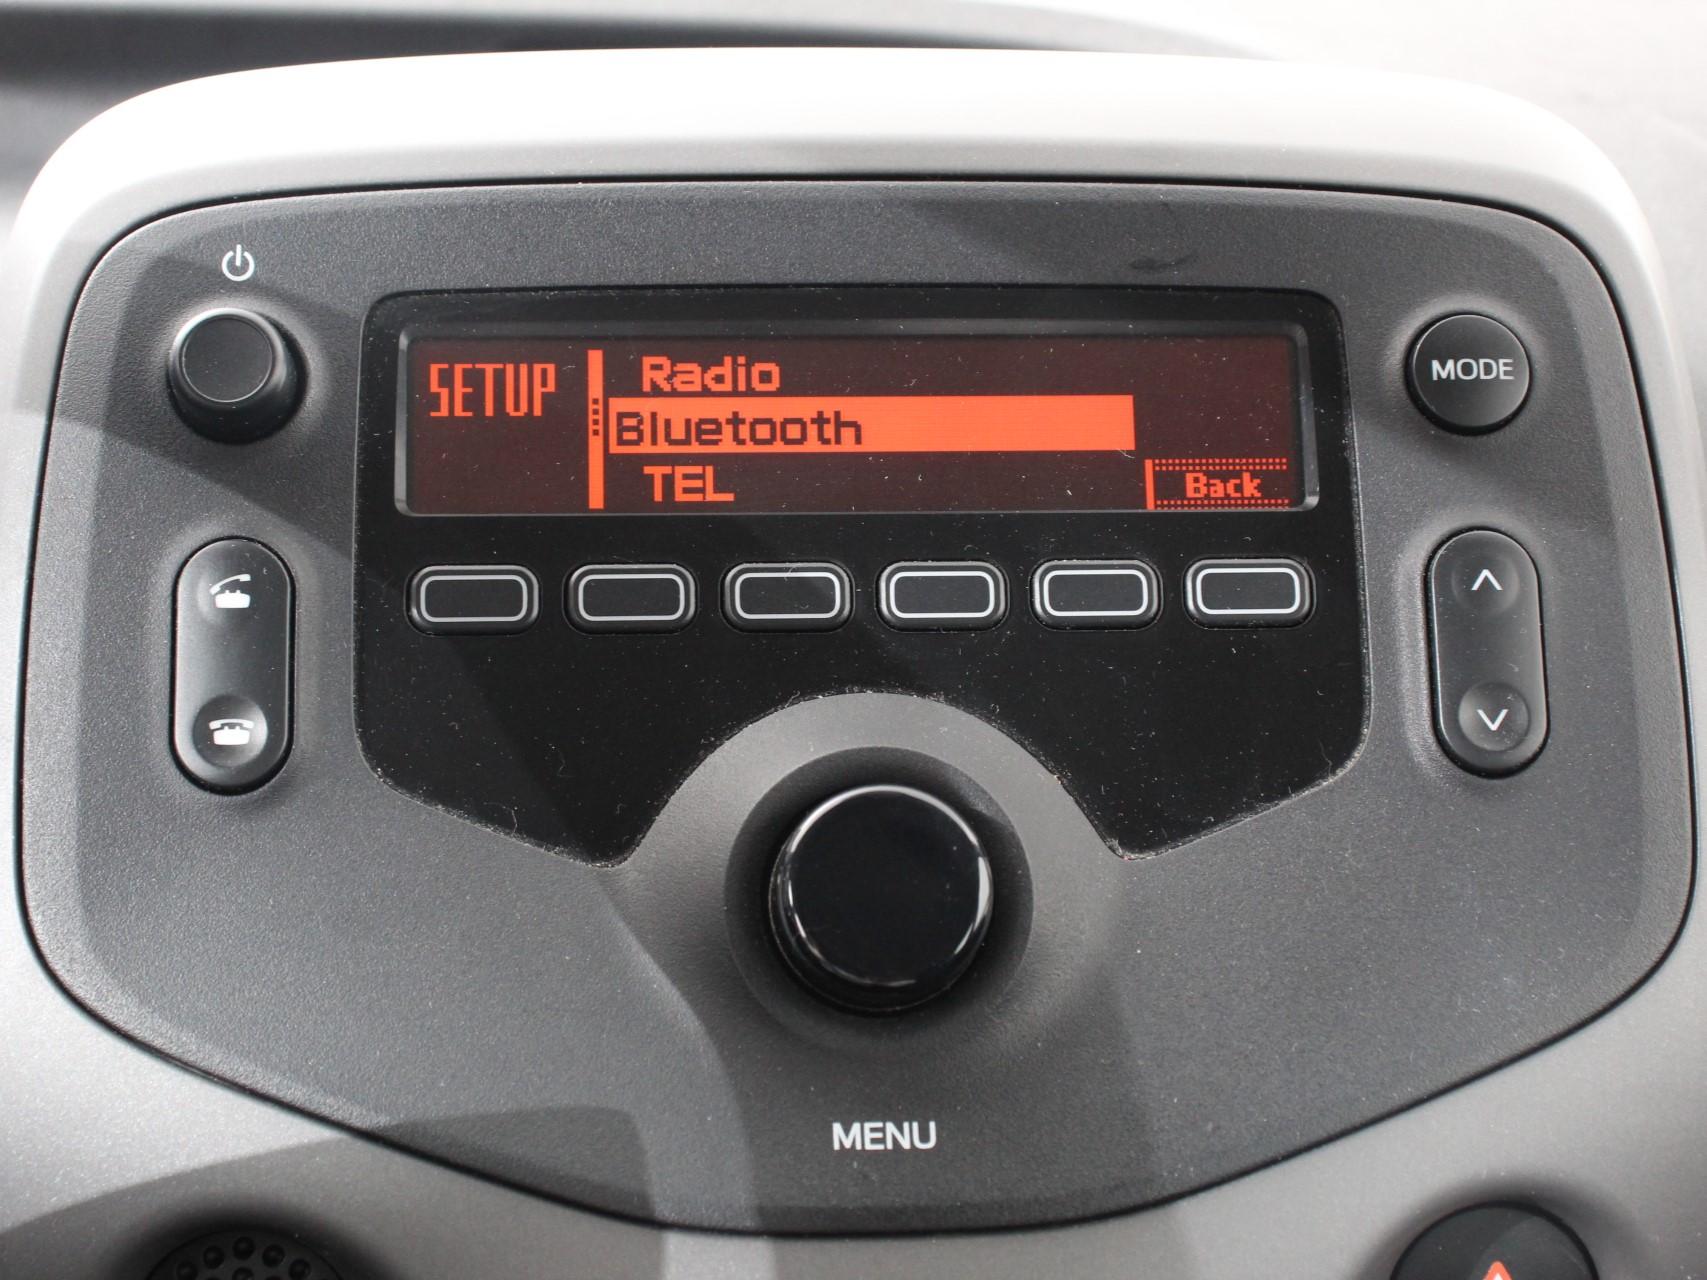 SETUP
Radio
Bluetooth
TEL
Back
MODE
MENU